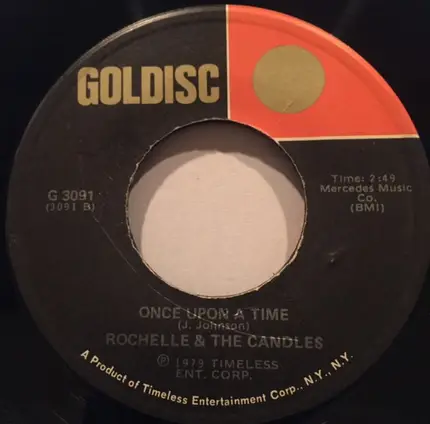 GOLDISC
G 3091
(3091 B)
Time: 2:49
Mercedes Music
Co.
(BMI)
ONCE UPON A TIME
(J. Johnson)
ROCHELLE & THE CANDLES
℗ 1979 TIMELESS
ENT. CORP.
A Product of Timeless Entertainment Corp., N.Y., N.Y.